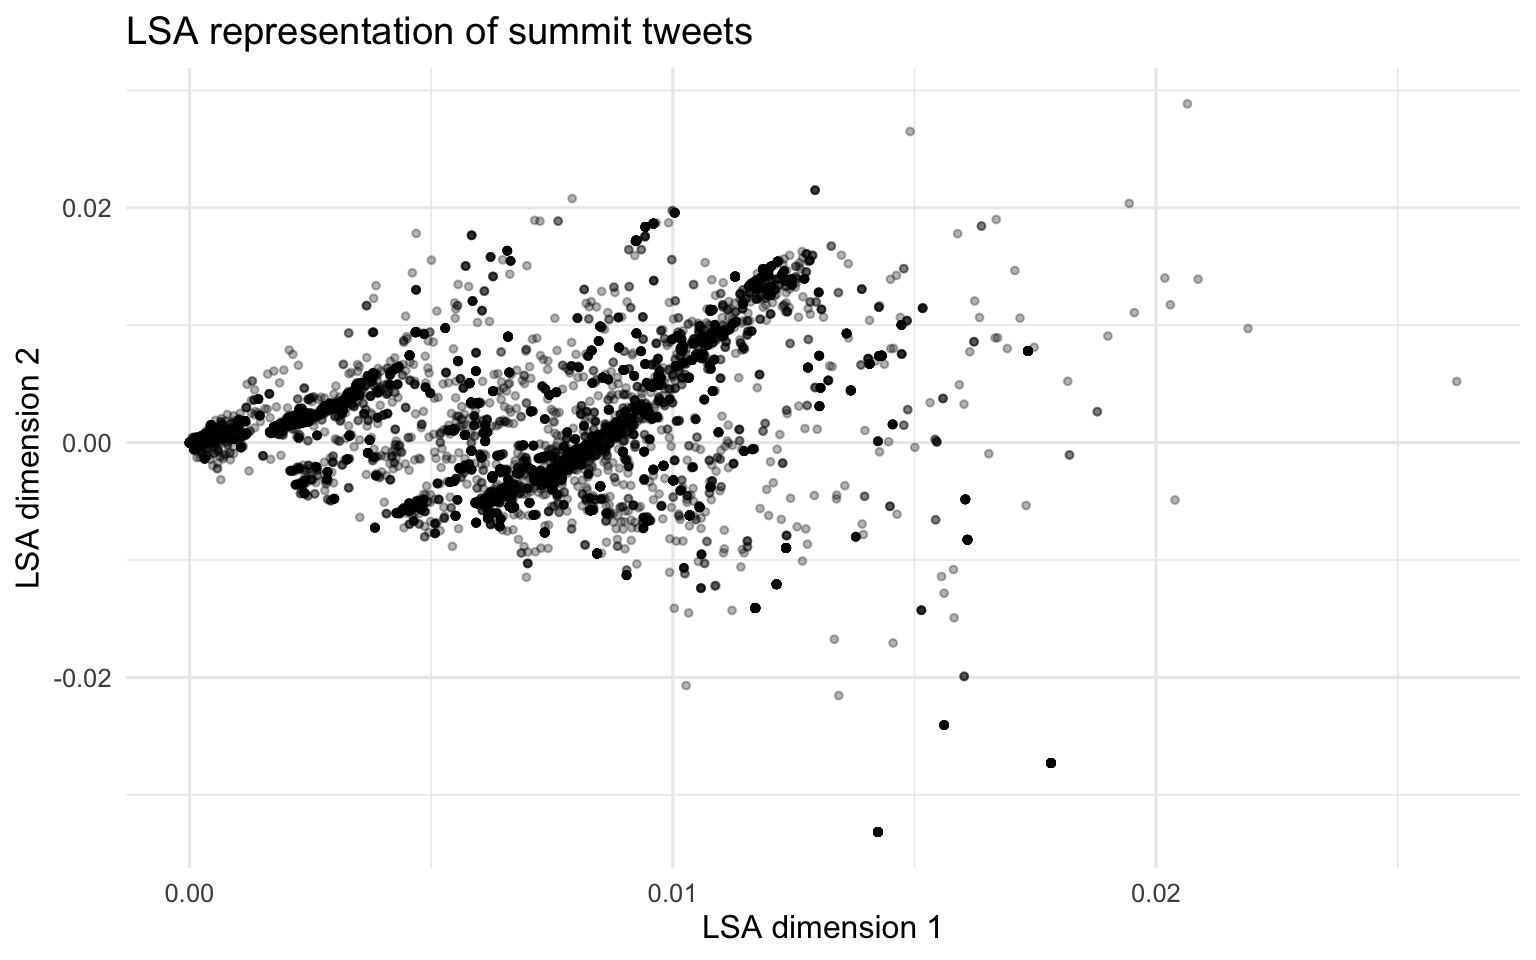 LSA representation of summit tweets
0.02
0.00
-0.02
LSA dimension 2
0.00
0.01
0.02
LSA dimension 1